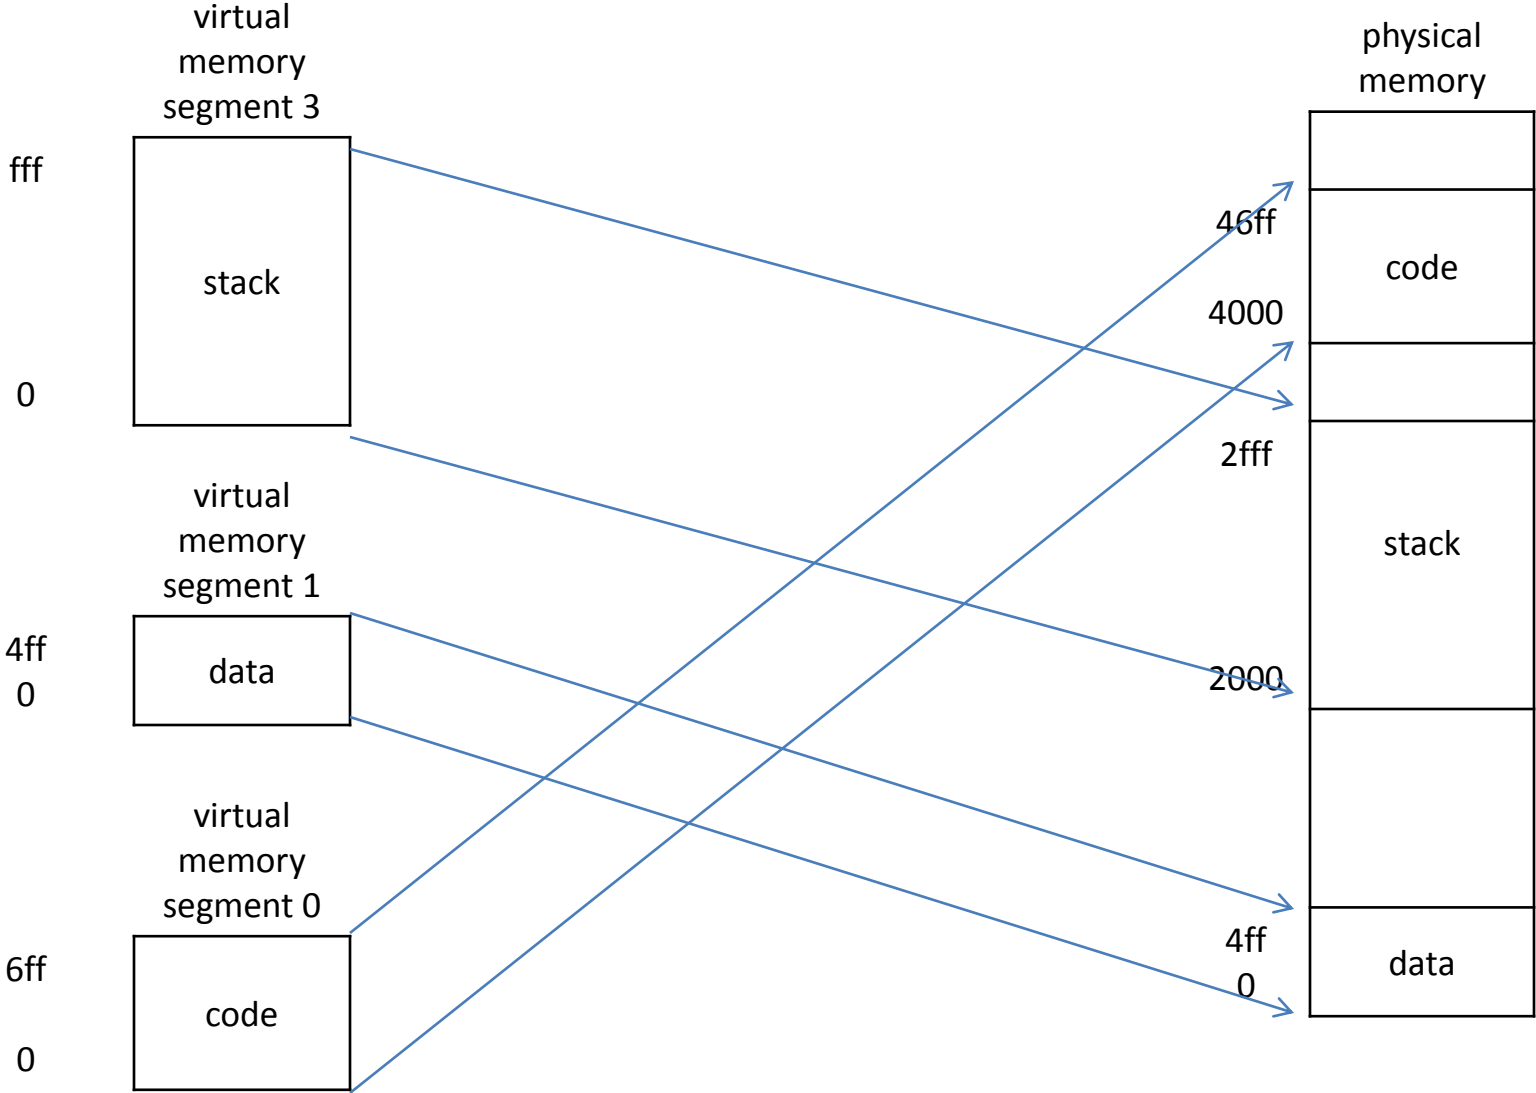 virtual
memory
segment 3
fff
stack
0
virtual
memory
segment 1
4ff
data
0
virtual
memory
segment 0
6ff
code
0
physical
memory
46ff
code
4000
2fff
stack
2000
4ff
data
0